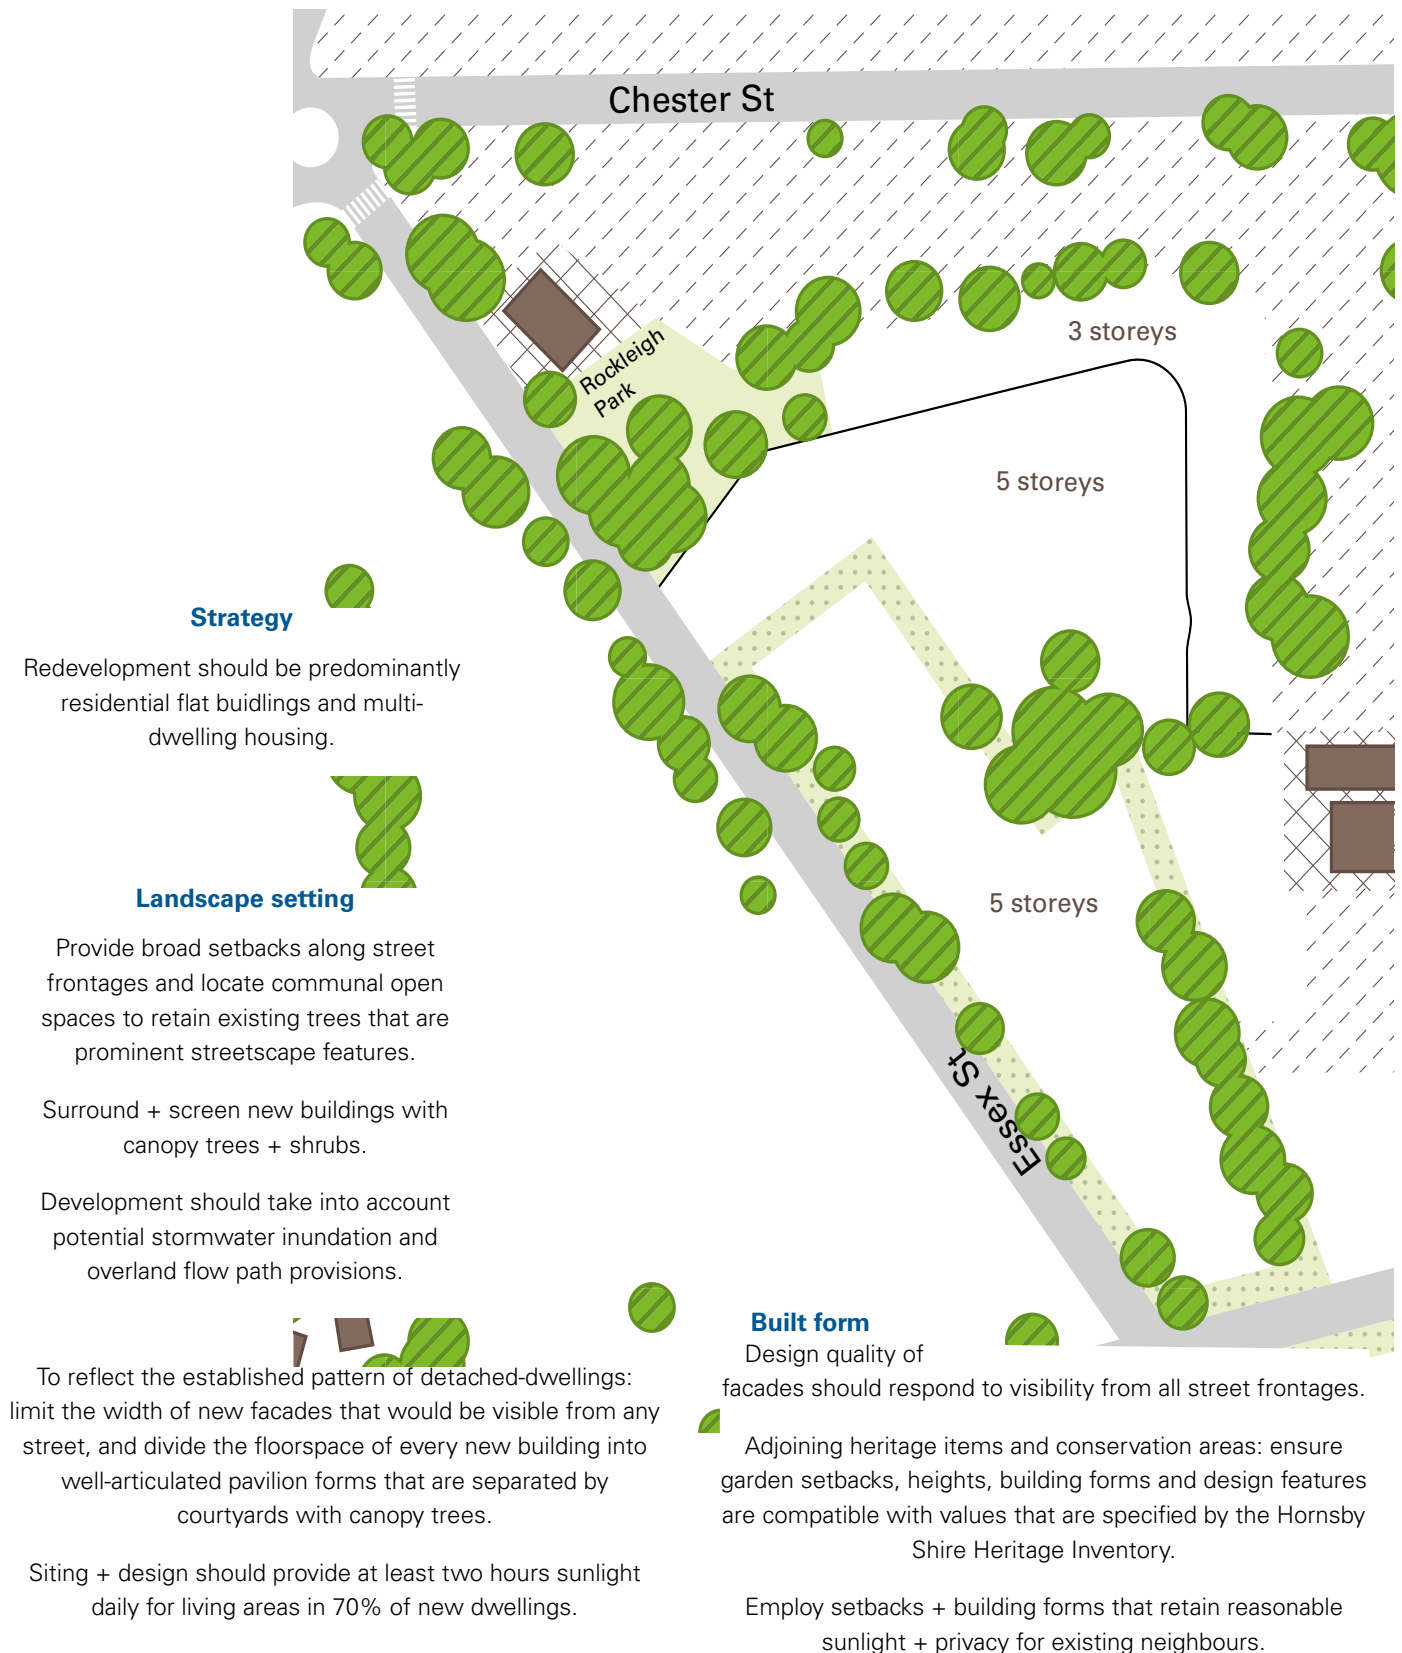 Chester St
3 storeys
Rockleigh
Park
5 storeys
Strategy
Redevelopment should be predominantly
residential flat buidlings and multi-
dwelling housing.
Landscape setting
5 storeys
Provide broad setbacks along street
frontages and locate communal open
spaces to retain existing trees that are
prominent streetscape features.
Essex St
Surround + screen new buildings with
canopy trees + shrubs.
Development should take into account
potential stormwater inundation and
overland flow path provisions.
To reflect the established pattern of detached-dwellings:
limit the width of new facades that would be visible from any
street, and divide the floorspace of every new building into
well-articulated pavilion forms that are separated by
courtyards with canopy trees.
Siting + design should provide at least two hours sunlight
daily for living areas in 70% of new dwellings.
Built form
Design quality of
facades should respond to visibility from all street frontages.
Adjoining heritage items and conservation areas: ensure
garden setbacks, heights, building forms and design features
are compatible with values that are specified by the Hornsby
Shire Heritage Inventory.
Employ setbacks + building forms that retain reasonable
sunlight + privacy for existing neighbours.